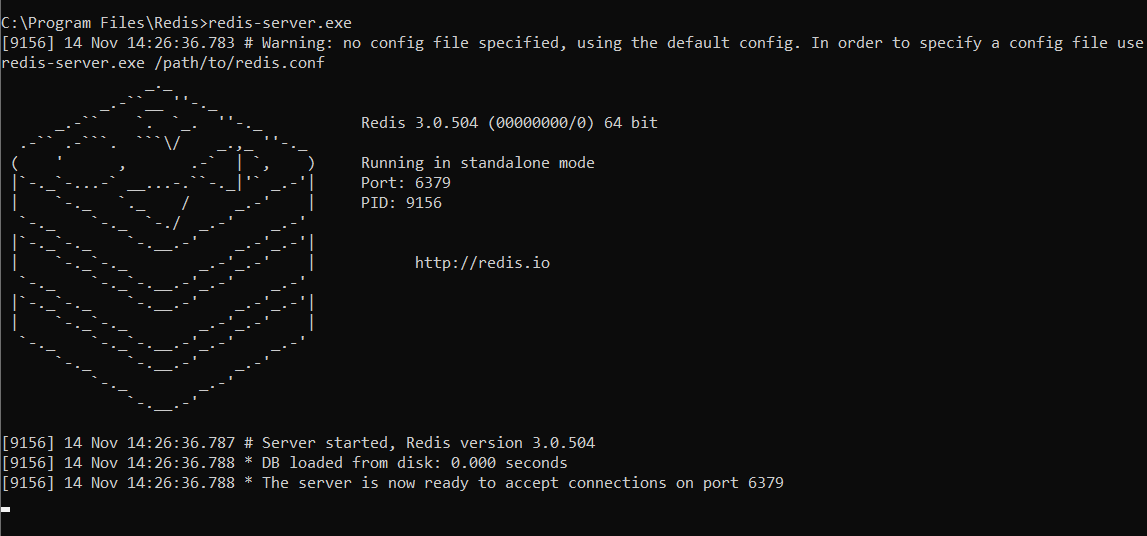 C:\Program Files\Redis>redis-server.exe
[9156] 14 Nov 14:26:36.783 # Warning: no config file specified, using the default config. In order to specify a config file use
redis-server.exe /path/to/redis.conf
Redis 3.0.504 (00000000/0) 64 bit
Running in standalone mode
Port: 6379
PID: 9156
http://redis.io
[9156] 14 Nov 14:26:36.787 # Server started, Redis version 3.0.504
[9156] 14 Nov 14:26:36.788 * DB loaded from disk: 0.000 seconds
[9156] 14 Nov 14:26:36.788 * The server is now ready to accept connections on port 6379